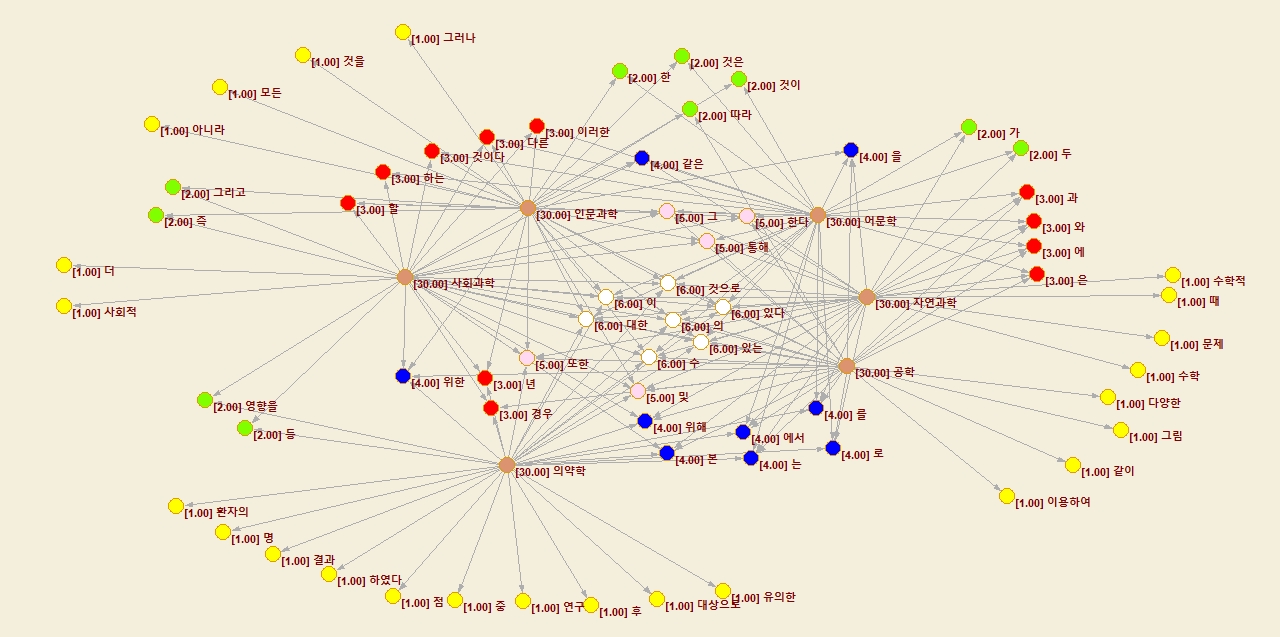 [1.00] 그러나
[1.00] 것을
[2.00] 것은
[2.00] 한
[2.00] 것이
[1.00] 모든
[2.00] 따라
[1.00] 아니라
[3.00] 이러한
[2.00] 가
[3.00] 다른
[3.00] 것이다
[4.00] 을
[2.00] 두
[4.00] 같은
[3.00] 하는
[2.00] 그리고
[3.00] 과
[3.00] 할
[30.00] 인문과학
[5.00] 그
[5.00] 한다
[30.00] 어문학
[2.00] 즉
[3.00] 와
[5.00] 통해
[3.00] 에
[1.00] 더
[30.00] 사회과학
[6.00] 것으로
[3.00] 은
[1.00] 수학적
[1.00] 사회적
[6.00] 이
[6.00] 있다
[30.00] 자연과학
[1.00] 때
[6.00] 대한
[6.00] 의
[6.00] 있는
[1.00] 문제
[5.00] 또한
[6.00] 수
[30.00] 공학
[1.00] 수학
[4.00] 위한
[3.00] 년
[5.00] 및
[1.00] 다양한
[2.00] 영향을
[3.00] 경우
[4.00] 위해
[4.00] 를
[2.00] 등
[4.00] 에서
[1.00] 그림
[4.00] 본
[4.00] 는
[4.00] 로
[30.00] 의약학
[1.00] 같이
[1.00] 이용하여
[1.00] 환자의
[1.00] 명
[1.00] 결과
[1.00] 하였다
[1.00] 점
[1.00] 중
[1.00] 연구
[1.00] 후
[1.00] 대상으로
[1.00] 유의한